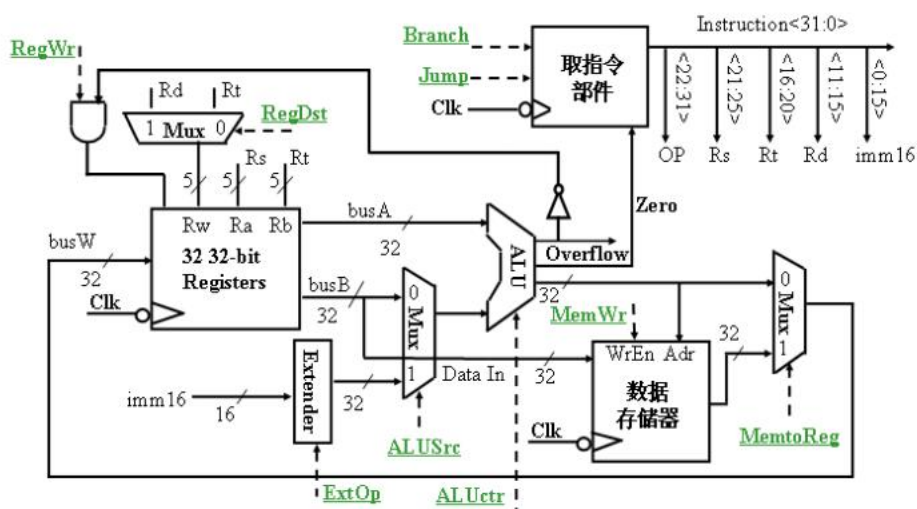 Instruction<31:0>
Branch
RegWr
取指令
部件
Jump
Rd
Rt
<22:31>
<21:25>
<16:20>
<11:15>
<0:15>
RegDst
Clk
1 Mux 0
OP
Rs
Rt
Rd
imm16
Rs
Rt
5
5
5
Zero
Rw
Ra
Rb
busA
busW
32
32 32-bit
Registers
ALU
Overflow
32
busB
0
Mux
1
32
0
Mux
1
32
Clk
32
MemWr
WrEn
Adr
32
Extender
Data In
32
数据
存储器
imm16
16
32
Clk
ALUSrc
MemtoReg
ExtOp
ALUctr